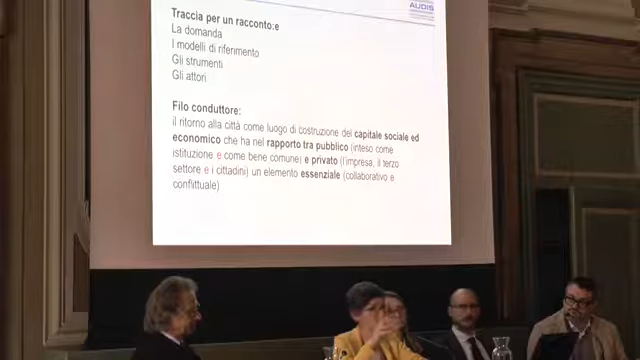 AUDIS
Traccia per un racconto:e
La domanda
I modelli di riferimento
Gli strumenti
Gli attori
Filo conduttore:
il ritorno alla città come luogo di costruzione del capitale sociale ed
economico che ha nel rapporto tra pubblico (inteso come
istituzione e come bene comune) e privato (l'impresa, il terzo
settore e i cittadini) un elemento essenziale (collaborativo e
conflittuale)